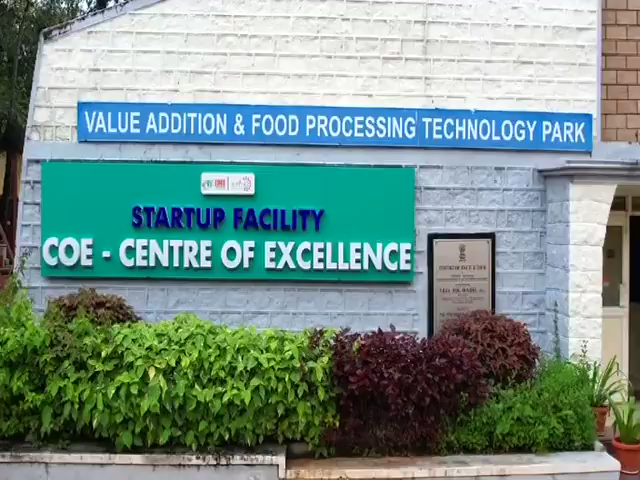 VALUE ADDITION & FOOD PROCESSING TECHNOLOGY PARK
STARTUP FACILITY
COE - CENTRE OF EXCELLENCE